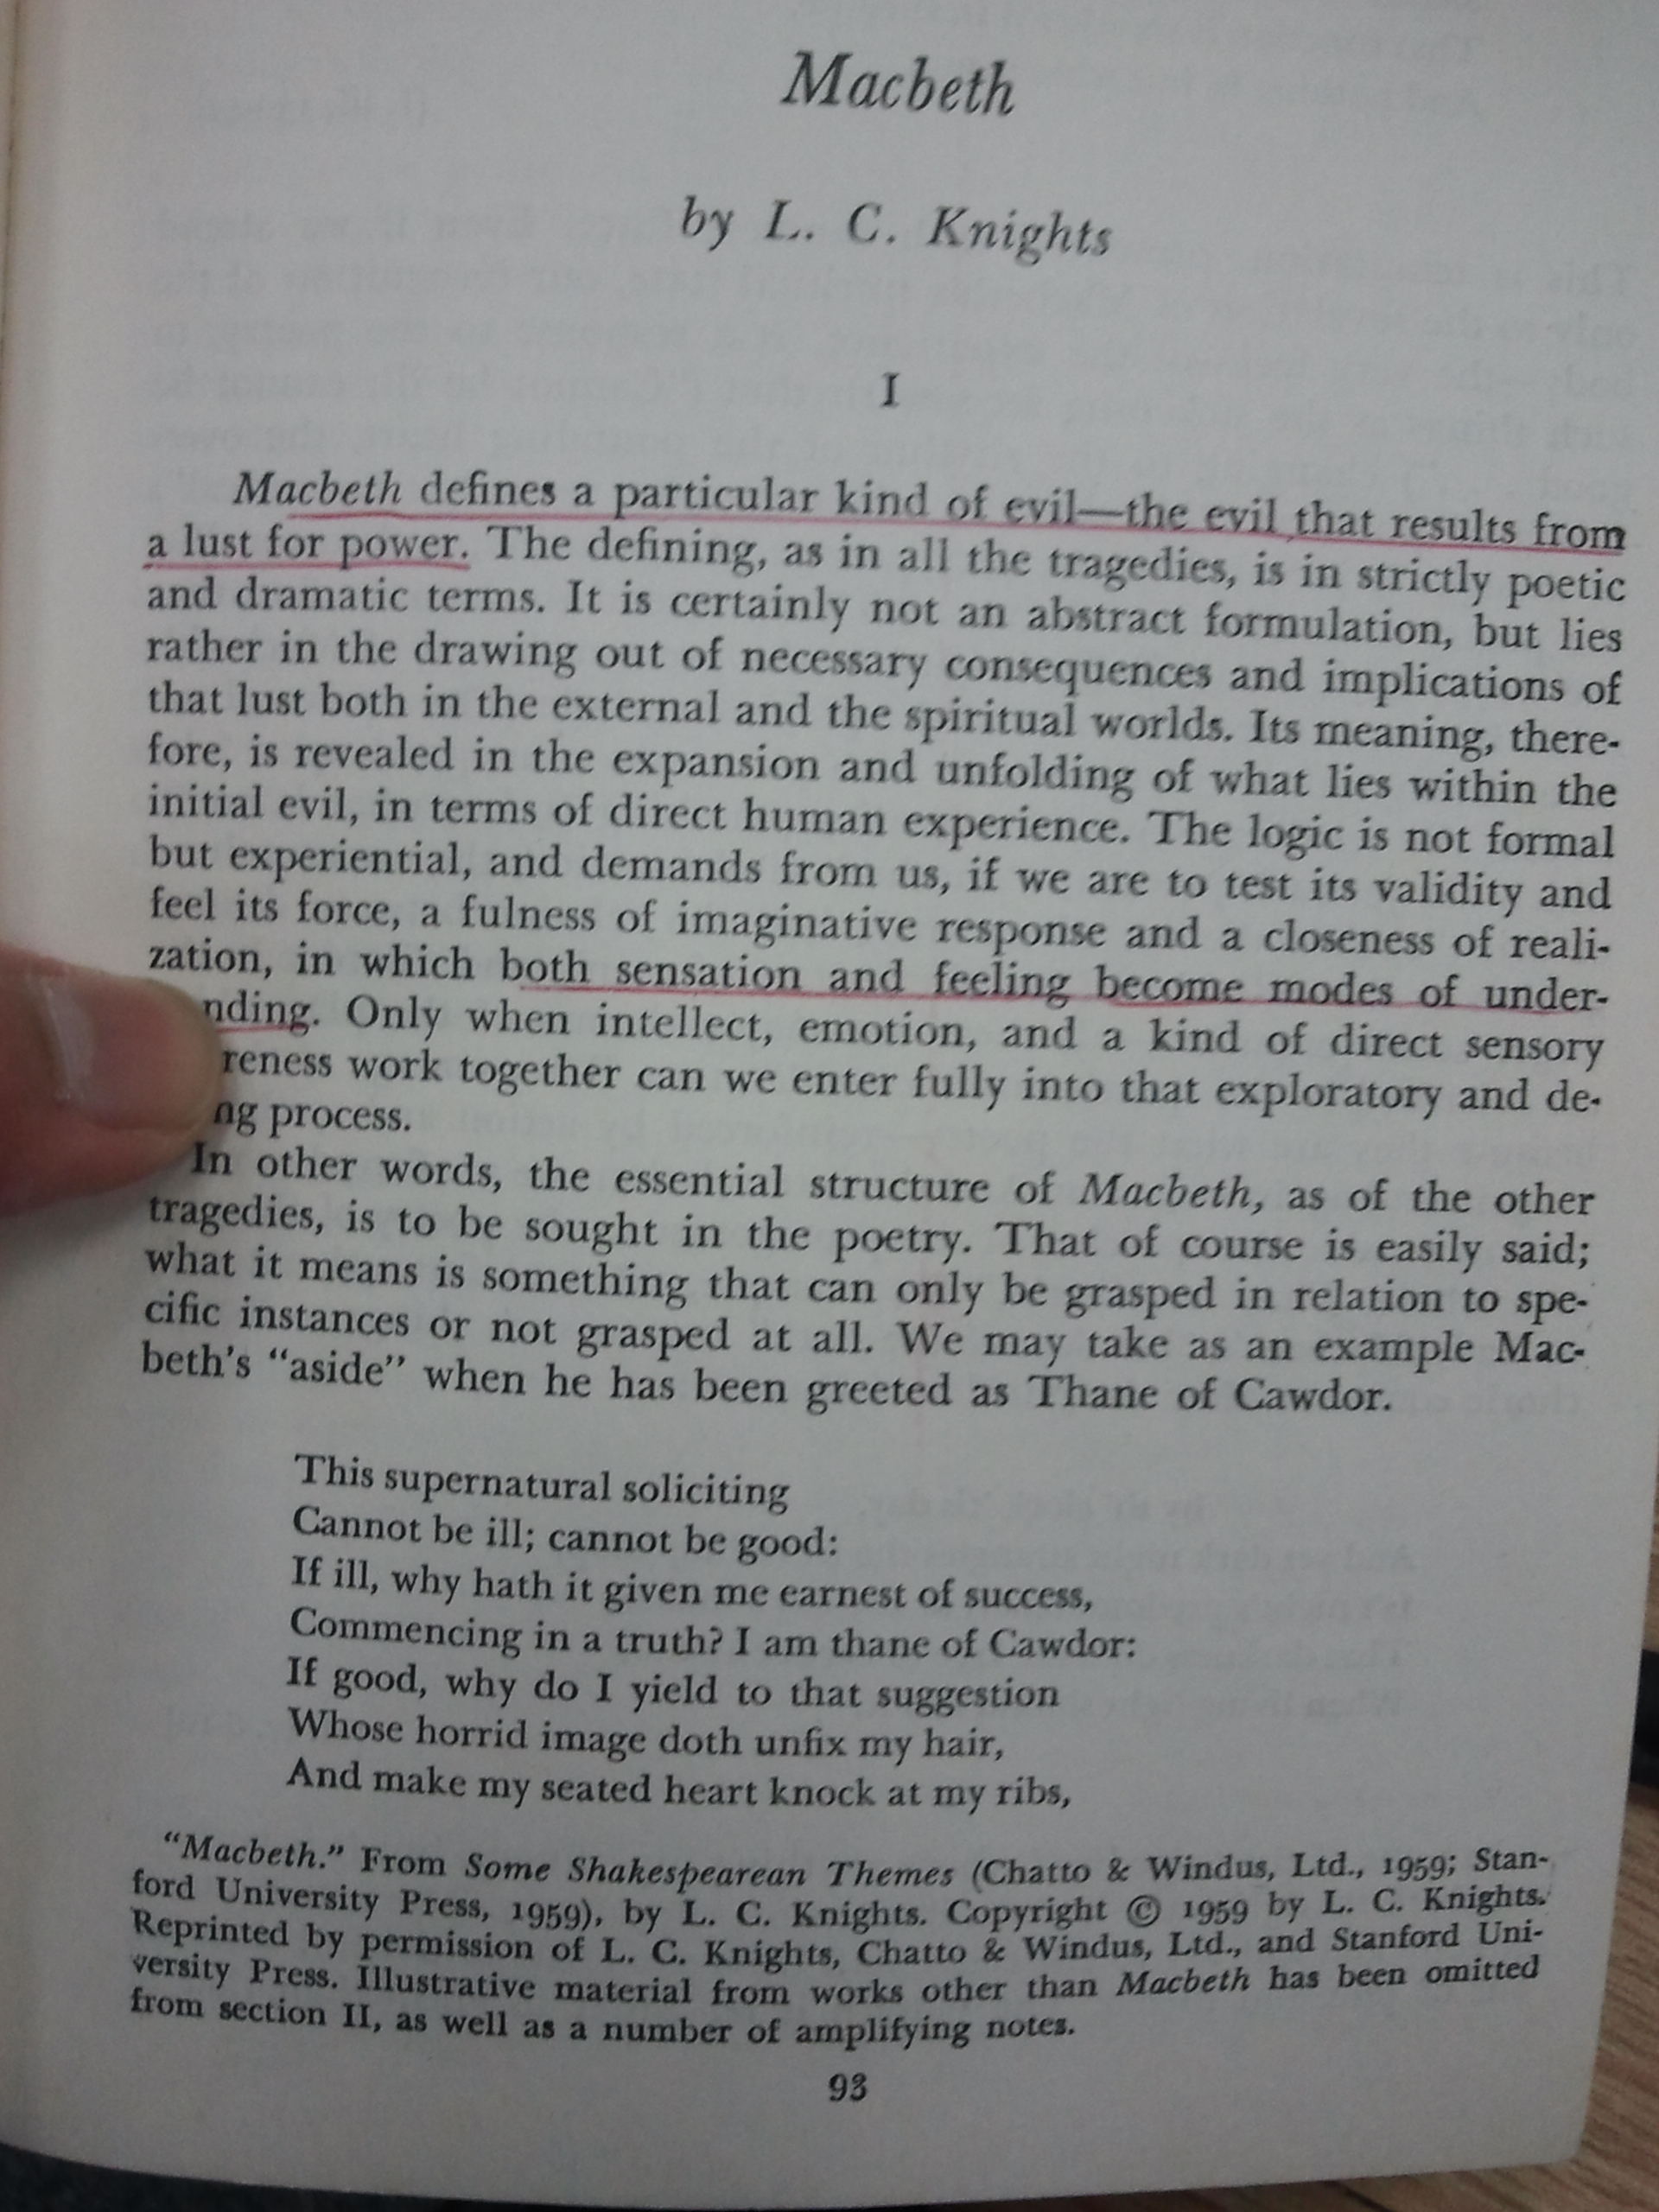 Macbeth
by L. C. Knights
I
Macbeth defines a particular kind of evil—the evil that results from
a lust for power. The defining, as in all the tragedies, is in strictly poetic
and dramatic terms. It is certainly not an abstract formulation, but lies
rather in the drawing out of necessary consequences and implications of
that lust both in the external and the spiritual worlds. Its meaning, there-
fore, is revealed in the expansion and unfolding of what lies within the
initial evil, in terms of direct human experience. The logic is not formal
but experiential, and demands from us, if we are to test its validity and
feel its force, a fulness of imaginative response and a closeness of reali-
zation, in which both sensation and feeling become modes of under-
nding. Only when intellect, emotion, and a kind of direct sensory
reness work together can we enter fully into that exploratory and de-
ng process.
In other words, the essential structure of Macbeth, as of the other
tragedies, is to be sought in the poetry. That of course is easily said;
what it means is something that can only be grasped in relation to spe-
cific instances or not grasped at all. We may take as an example Mac-
beth's “aside” when he has been greeted as Thane of Cawdor.
This supernatural soliciting
Cannot be ill; cannot be good:
If ill, why hath it given me earnest of success,
Commencing in a truth? I am thane of Cawdor:
If good, why do I yield to that suggestion
Whose horrid image doth unfix my hair,
And make my seated heart knock at my ribs,
“Macbeth.” From Some Shakespearean Themes (Chatto & Windus, Ltd., 1959; Stan-
ford University Press, 1959), by L. C. Knights. Copyright © 1959 by L. C. Knights.
Reprinted by permission of L. C. Knights, Chatto & Windus, Ltd., and Stanford Uni-
versity Press. Illustrative material from works other than Macbeth has been omitted
from section II, as well as a number of amplifying notes.
93